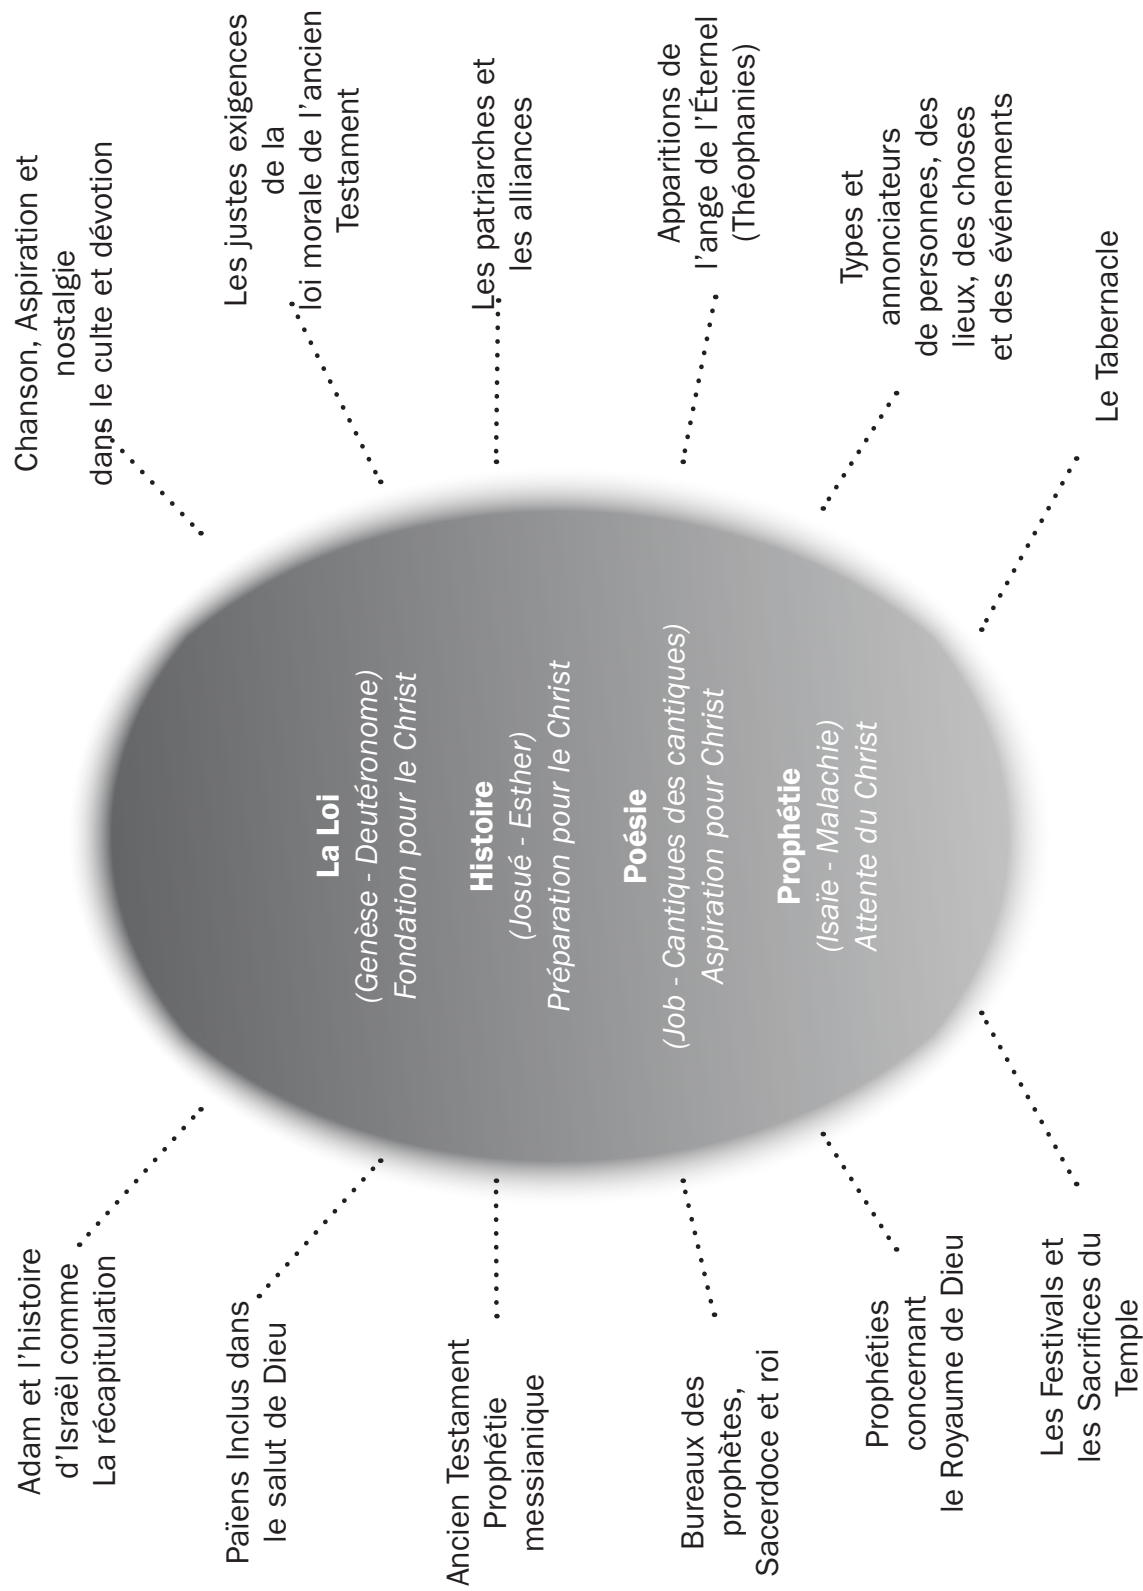 Adam et l'histoire
d'Israël comme
La récapitulation
Païens Inclus dans
le salut de Dieu
Ancien Testament
Prophétie
messianique
Bureaux des
prophètes,
Sacerdoce et roi
Prophéties
concernant
le Royaume de Dieu
Les Festivals et
les Sacrifices du
Temple
La Loi
(Genèse - Deutéronome)
Fondation pour le Christ
Histoire
(Josué - Esther)
Préparation pour le Christ
Poésie
(Job - Cantiques des cantiques)
Aspiration pour Christ
Prophétie
(Isaïe - Malachie)
Attente du Christ
Chanson, Aspiration et
nostalgie
dans le culte et dévotion
Les justes exigences
de la
loi morale de l'ancien
Testament
Les patriarches et
les alliances
Apparitions de
l'ange de l'Éternel
(Théophanies)
Types et
annonciateurs
de personnes, des
lieux, des choses
et des événements
Le Tabernacle